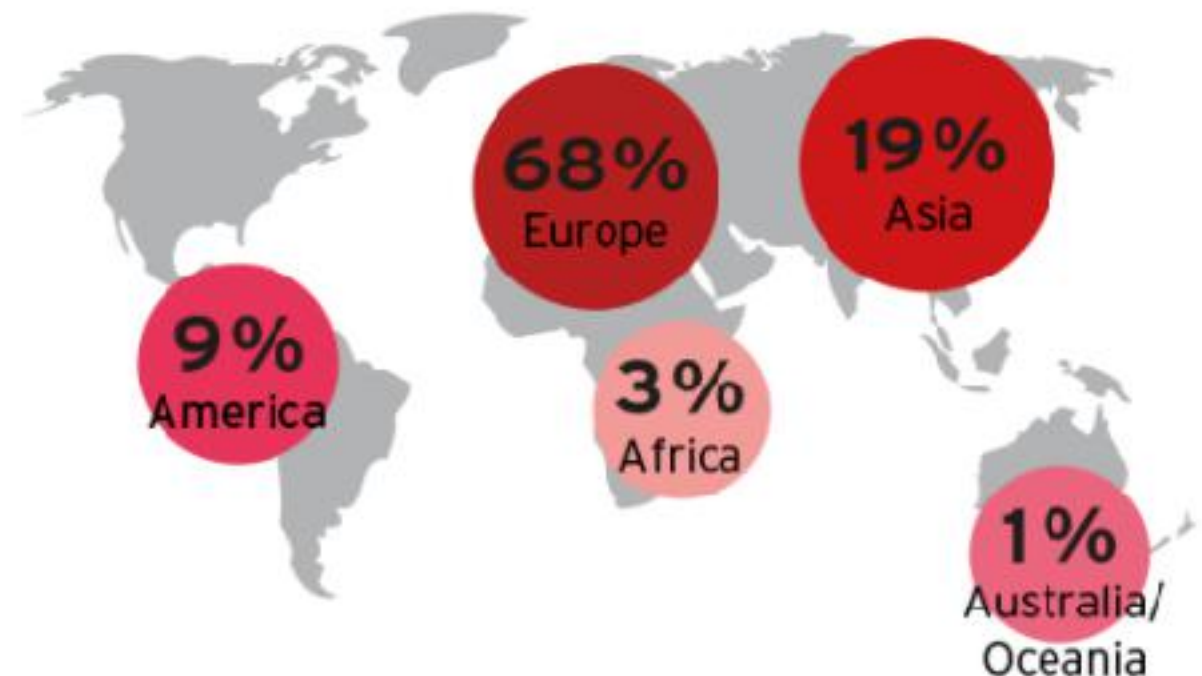 68%
Europe
19%
Asia
9%
America
3%
Africa
1%
Australia/
Oceania